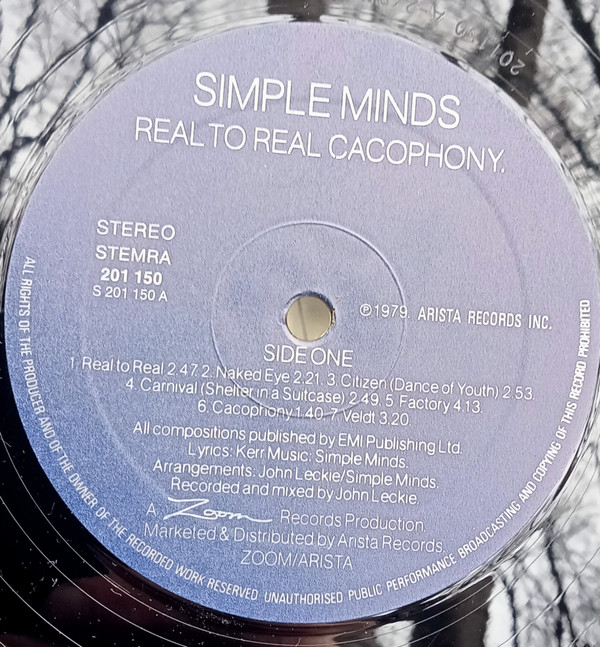 SIMPLE MINDS
REAL TO REAL CACOPHONY.
STEREO
STEMRA
201 150
S 201 150 A
℗1979. ARISTA RECORDS INC.
SIDE ONE
1. Real to Real 2.47. 2. Naked Eye 2.21. 3. Citizen (Dance of Youth) 2.53.
4. Carnival (Shelter in a Suitcase) 2.49. 5. Factory 4.13.
6. Cacophony 1.40. 7. Veldt 3.20.
All compositions published by EMI Publishing Ltd.
Lyrics: Kerr Music: Simple Minds.
Arrangements: John Leckie/Simple Minds.
Recorded and mixed by John Leckie.
A Zoom Records Production.
Marketed & Distributed by Arista Records.
ZOOM/ARISTA
ALL RIGHTS OF THE PRODUCER AND OF THE OWNER OF THE RECORDED WORK RESERVED UNAUTHORISED PUBLIC PERFORMANCE BROADCASTING AND COPYING OF THIS RECORD PROHIBITED